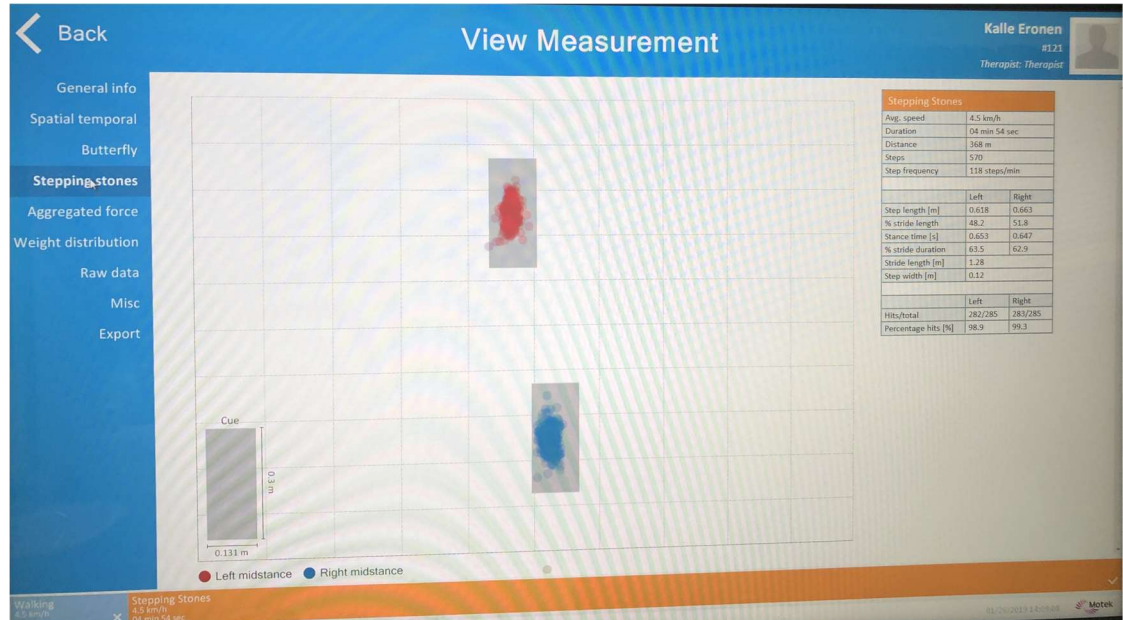 Back
View Measurement
Kalle Eronen
#121
Therapist: Therapist
General info
Spatial temporal
Butterfly
Stepping stones
Aggregated force
Weight distribution
Raw data
Misc
Export
Cue
0.3 m
0.131 m
Left midstance
Right midstance
Stepping Stones
Avg. speed 4.5 km/h
Duration 04 min 54 sec
Distance 368 m
Steps 570
Step frequency 118 steps/min
Left Right
Step length [m] 0.618 0.663
% stride length 48.2 51.8
Stance time [s] 0.653 0.647
% stride duration 63.5 62.9
Stride length [m] 1.28
Step width [m] 0.12
Left Right
Hits/total 282/285 283/285
Percentage hits [%] 98.9 99.3
Walking
4.5 km/h
Stepping Stones
4.5 km/h
04 min 54 sec
Motek